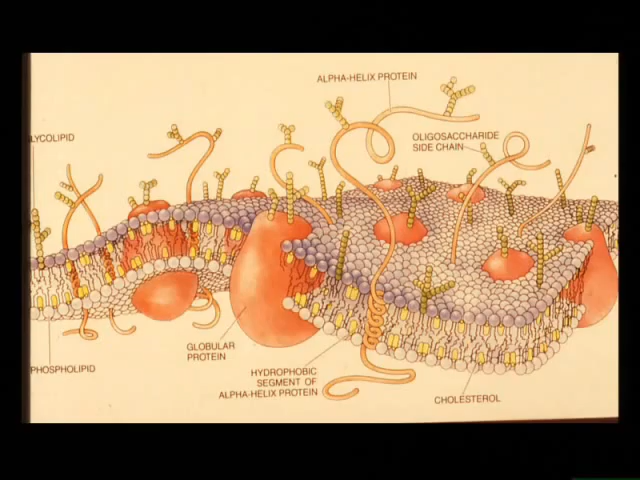 ALPHA-HELIX PROTEIN
LYCOLIPID
OLIGOSACCHARIDE
SIDE CHAIN
GLOBULAR
PROTEIN
PHOSPHOLIPID
HYDROPHOBIC
SEGMENT OF
ALPHA-HELIX PROTEIN
CHOLESTEROL